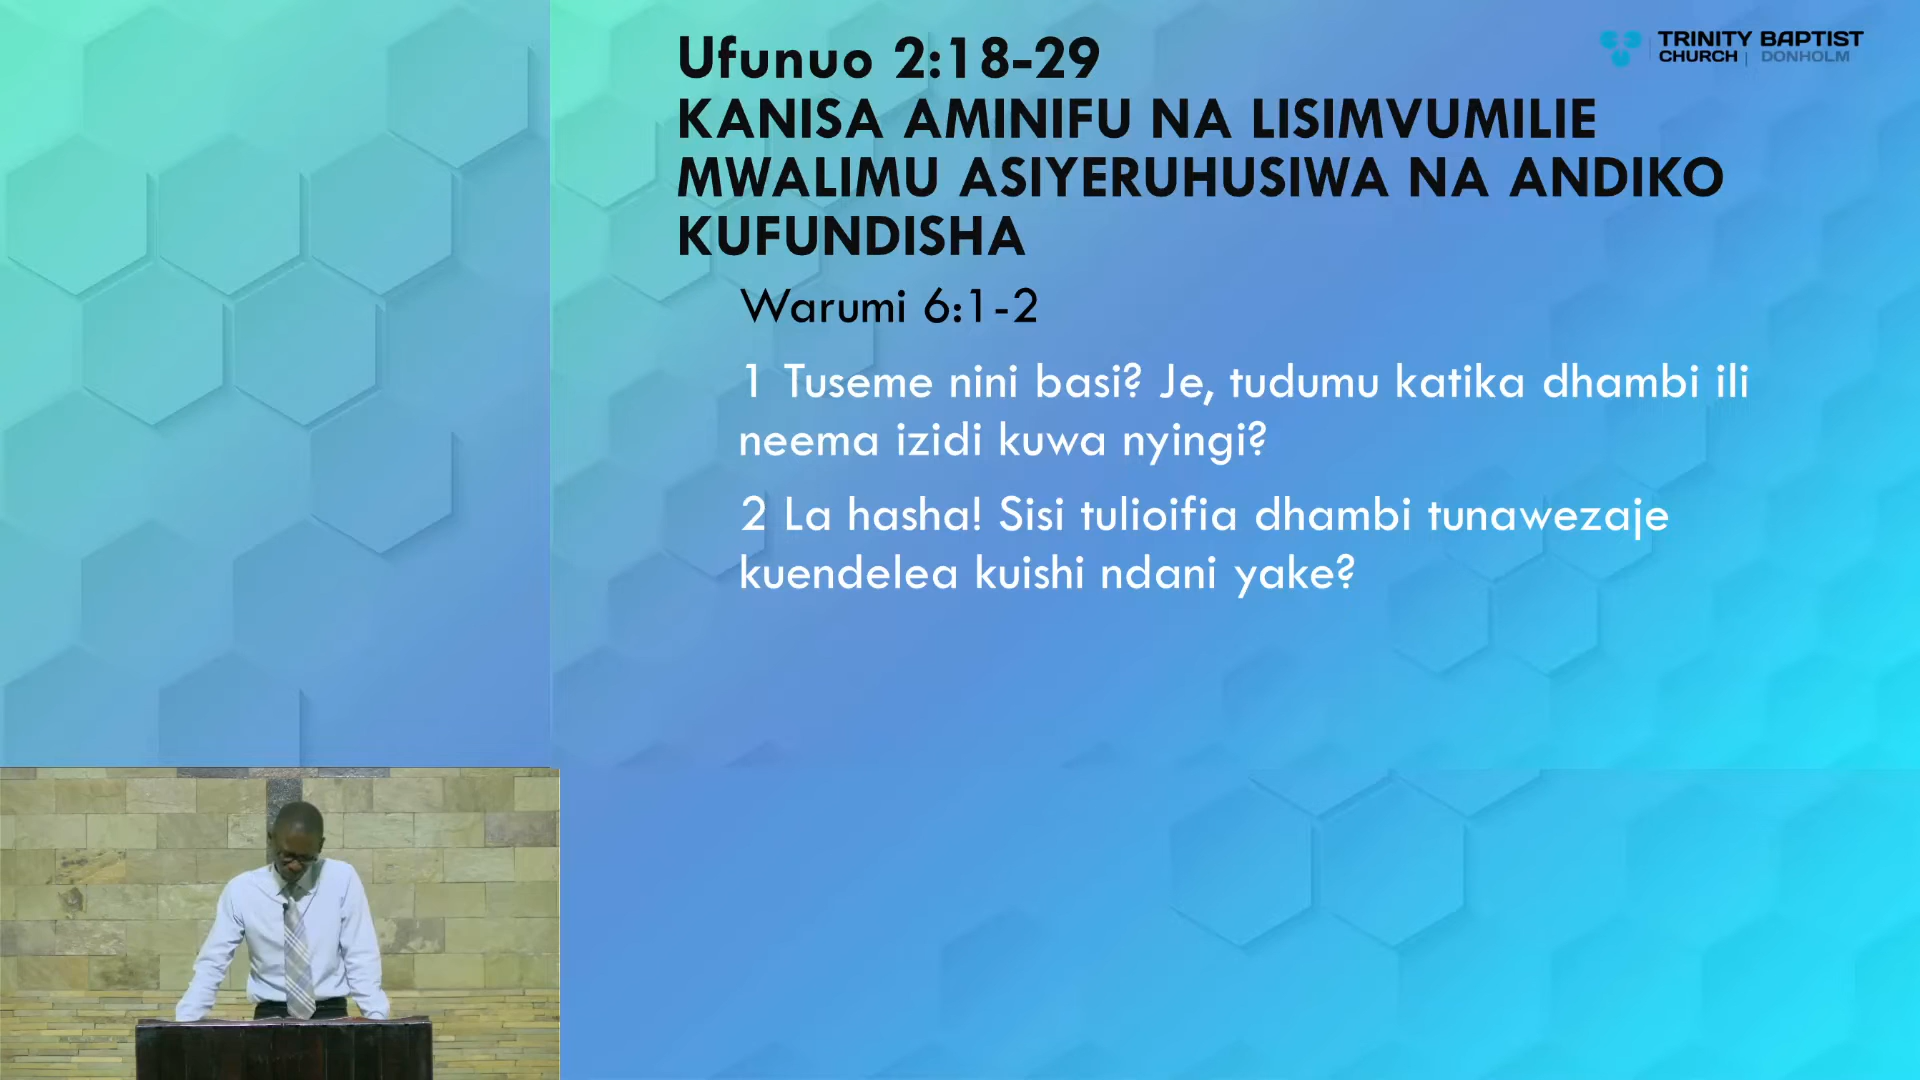 Ufunuo 2:18-29
TRINITY BAPTIST
CHURCH | DONHOLM
KANISA AMINIFU NA LISIMVUMILIE
MWALIMU ASIYERUHUSIWA NA ANDIKO
KUFUNDISHA
Warumi 6:1-2
1 Tuseme nini basi? Je, tudumu katika dhambi ili
neema izidi kuwa nyingi?
2 La hasha! Sisi tulioifia dhambi tunawezaje
kuendelea kuishi ndani yake?